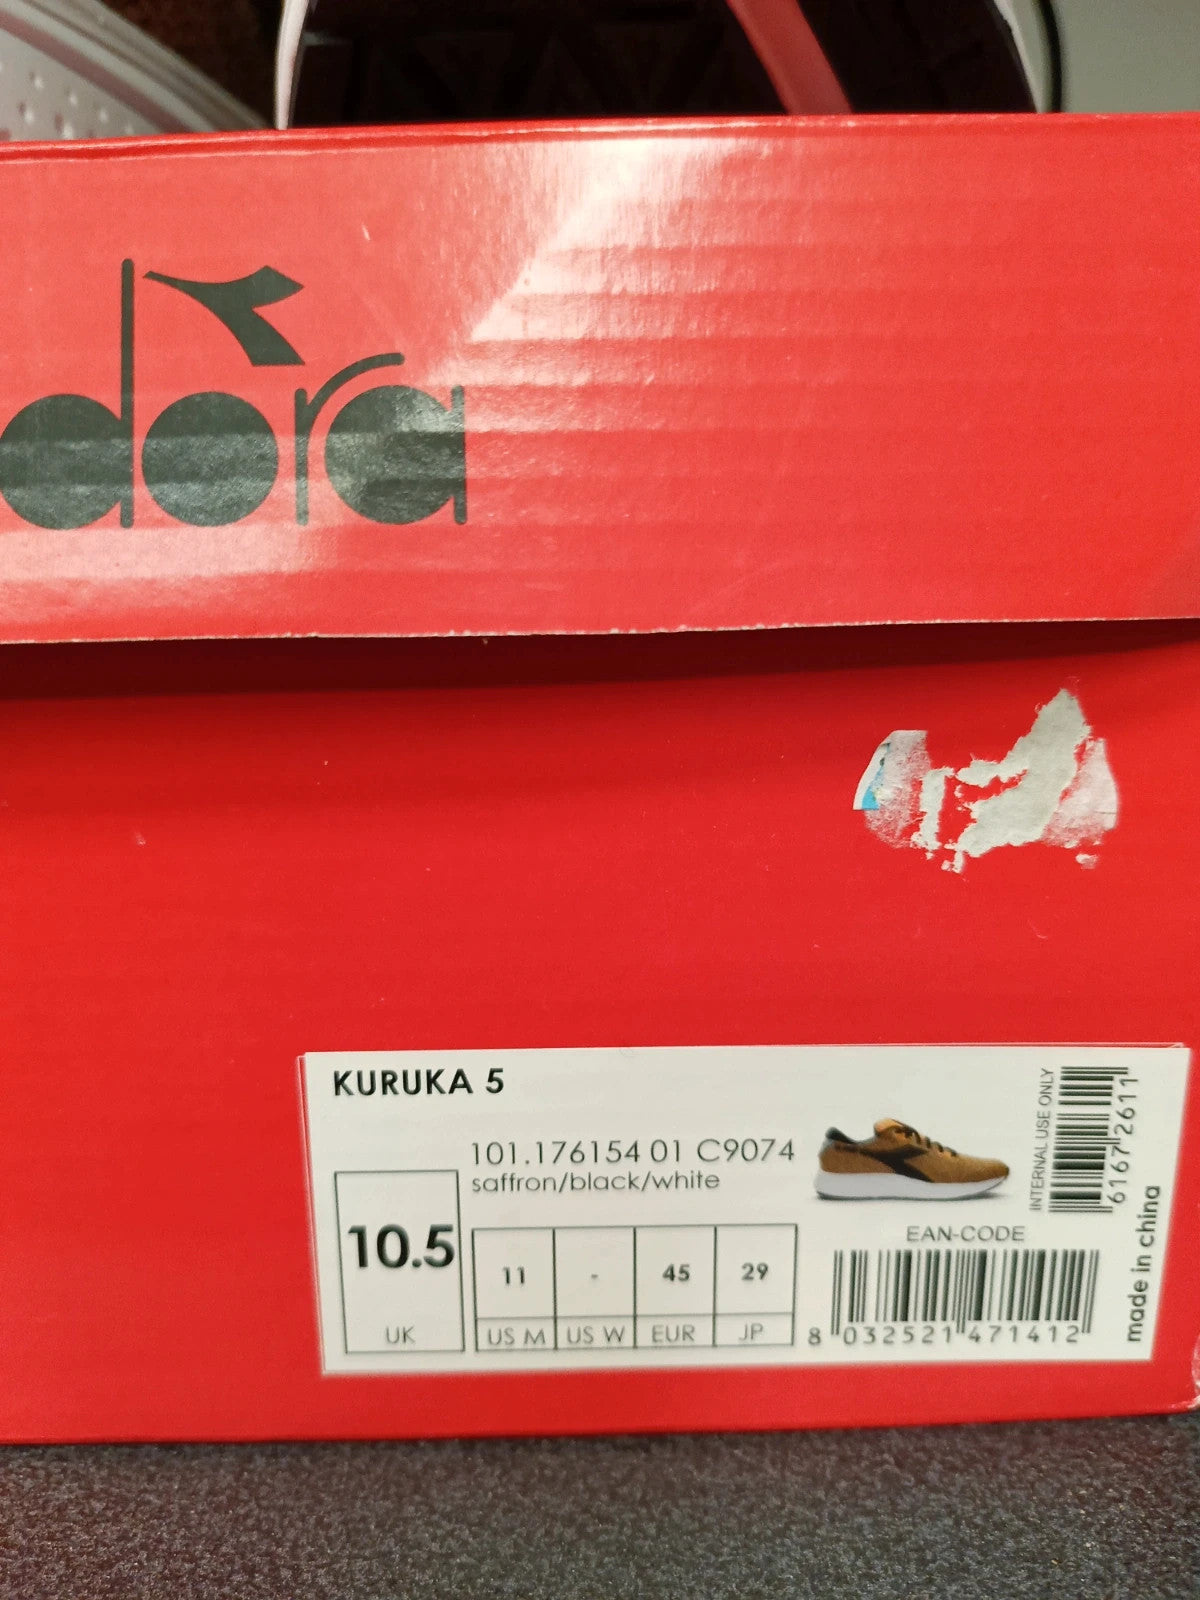 dora
KURUKA 5
101.176154 01 C9074
saffron/black/white
10.5
UK
11 - 45 29
US M US W EUR JP
EAN-CODE
8 032521 471412
INTERNAL USE ONLY
6167 2611
made in china